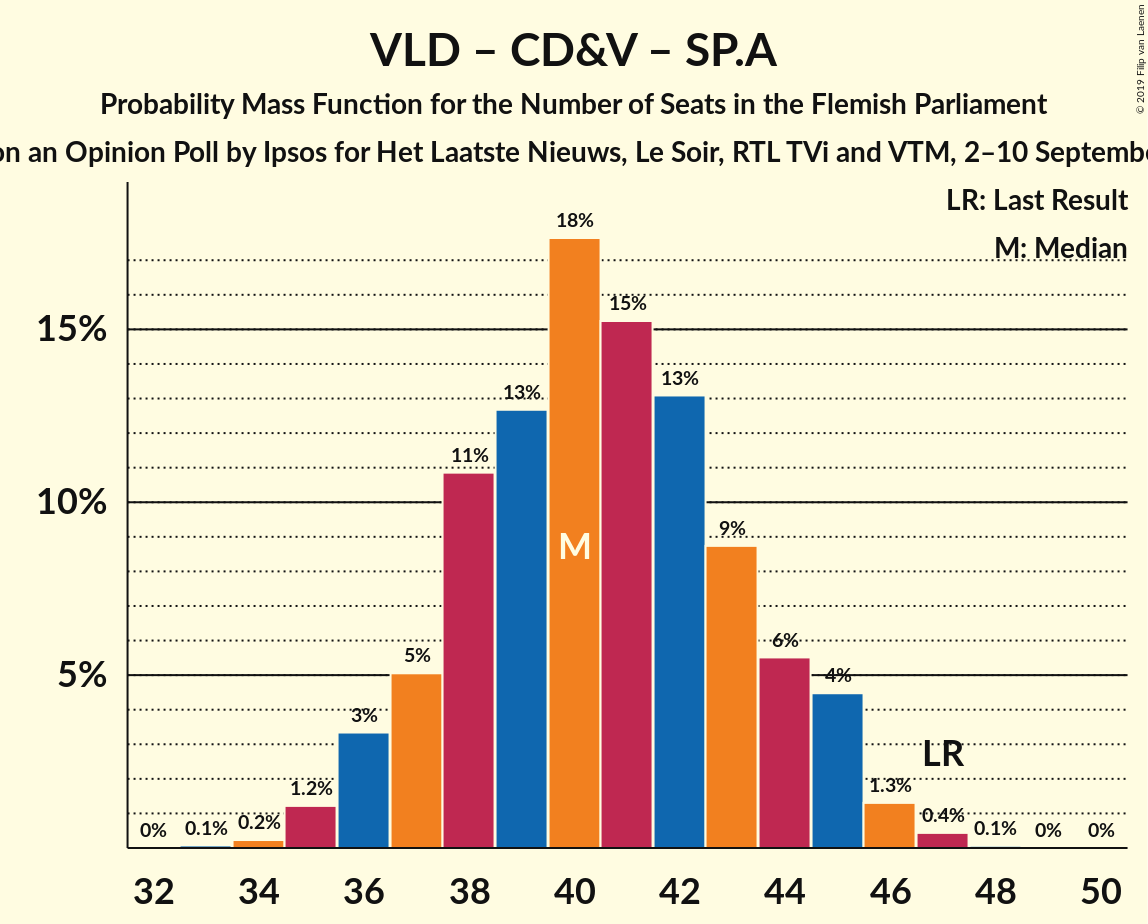 VLD – CD&V – SP.A
Probability Mass Function for the Number of Seats in the Flemish Parliament
on an Opinion Poll by Ipsos for Het Laatste Nieuws, Le Soir, RTL TVi and VTM, 2–10
© 2019 Filip van Laenen
LR: Last Result
M: Median
15%
10%
5%
0%
0.1%
0.2%
1.2%
3%
5%
11%
13%
18%
15%
13%
9%
6%
4%
1.3%
0.4%
0.1%
0%
0%
M
LR
32 34 36 38 40 42 44 46 48 50